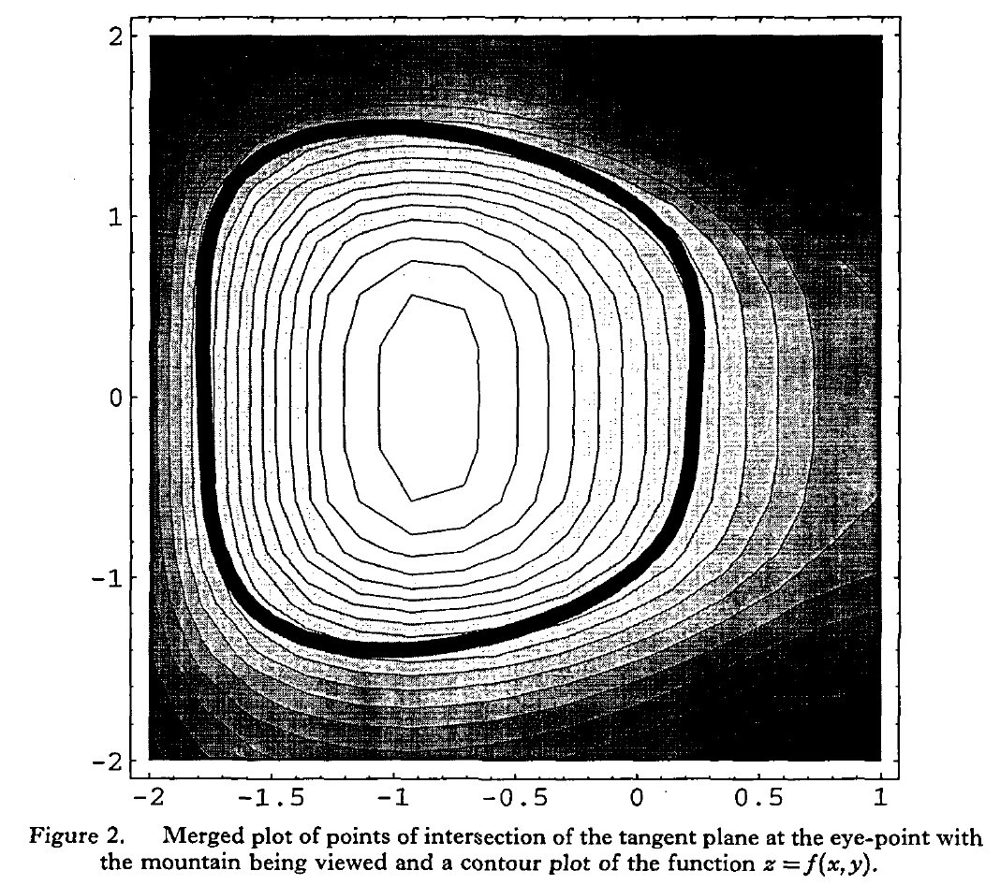 2
1
0
-1
-2
-2 -1.5 -1 -0.5 0 0.5 1
Figure 2. Merged plot of points of intersection of the tangent plane at the eye-point with
the mountain being viewed and a contour plot of the function z = f(x, y).